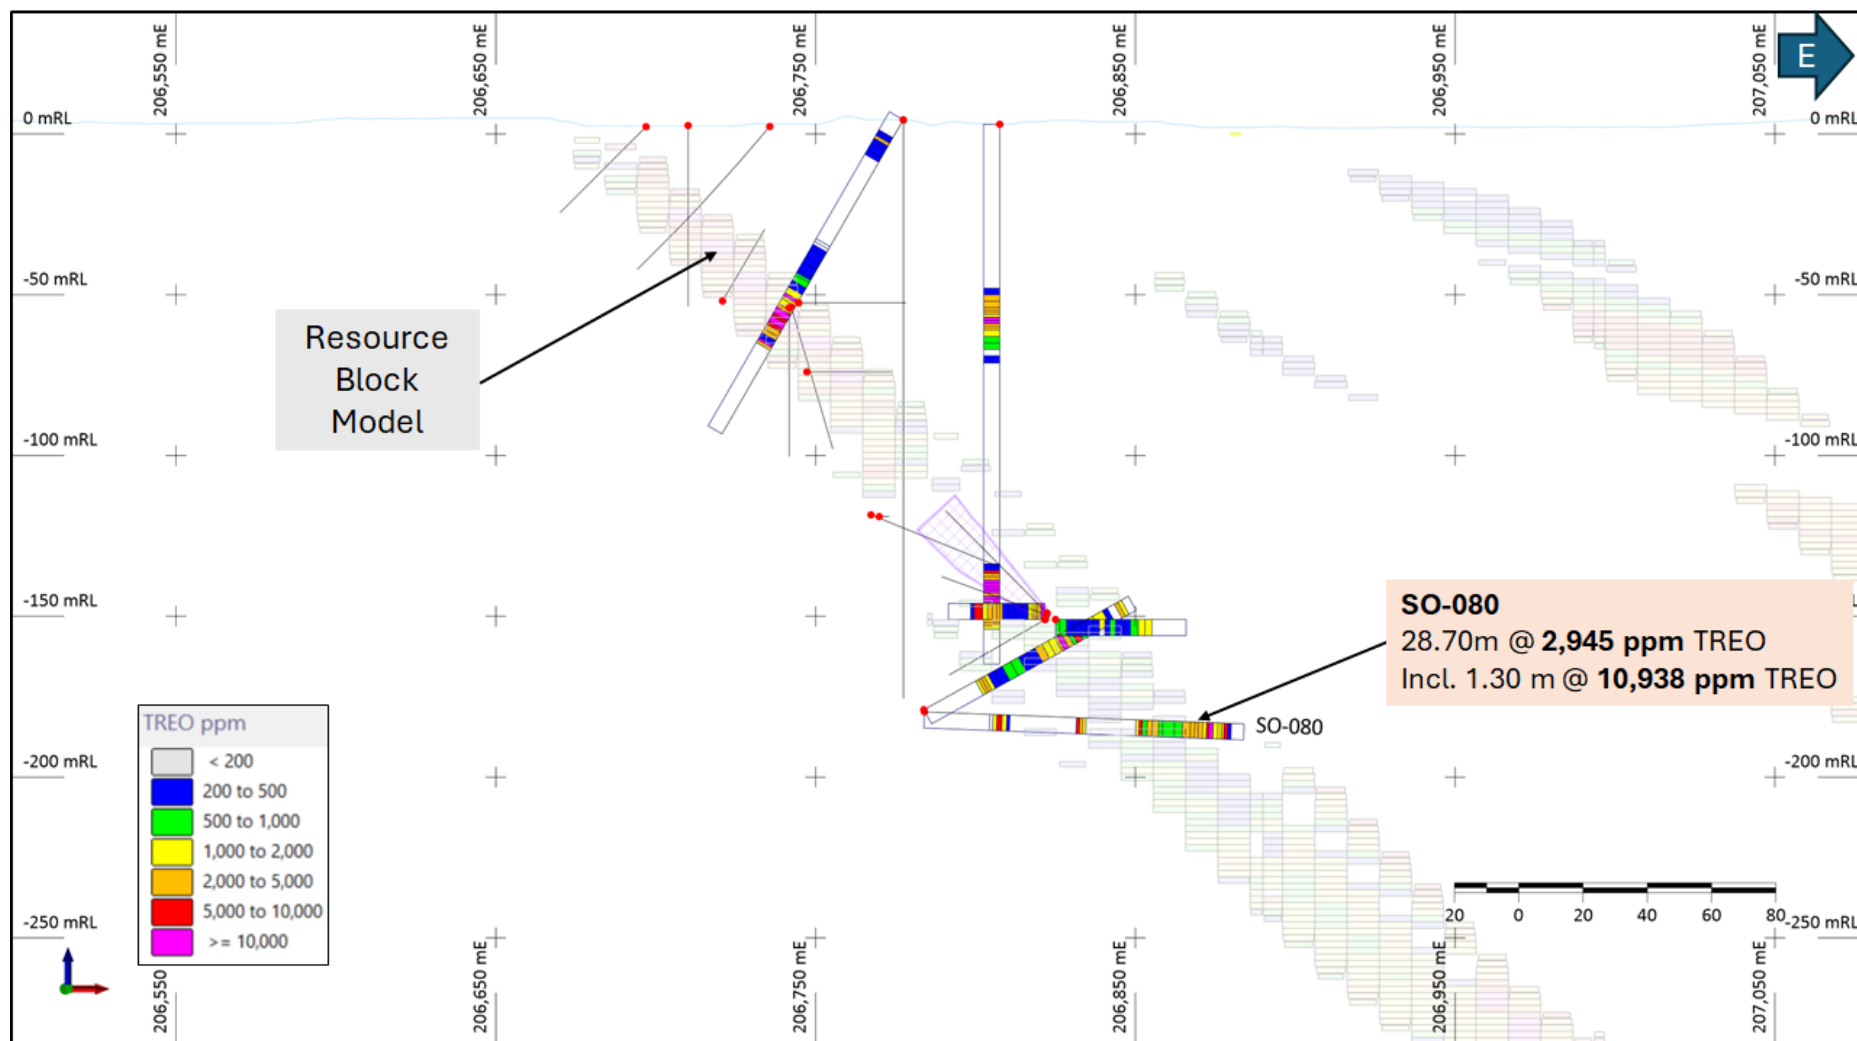 206,550 mE
206,650 mE
206,750 mE
206,850 mE
206,950 mE
207,050 mE
E
0 mRL
0 mRL
-50 mRL
-50 mRL
Resource
Block
Model
-100 mRL
-100 mRL
-150 mRL
SO-080
28.70m @ 2,945 ppm TREO
Incl. 1.30 m @ 10,938 ppm TREO
SO-080
TREO ppm
< 200
200 to 500
500 to 1,000
1,000 to 2,000
2,000 to 5,000
5,000 to 10,000
>= 10,000
-200 mRL
-200 mRL
20 0 20 40 60 80
-250 mRL
-250 mRL
206,550
206,650 mE
206,750 mE
206,850 mE
206,950 mE
207,050 mE